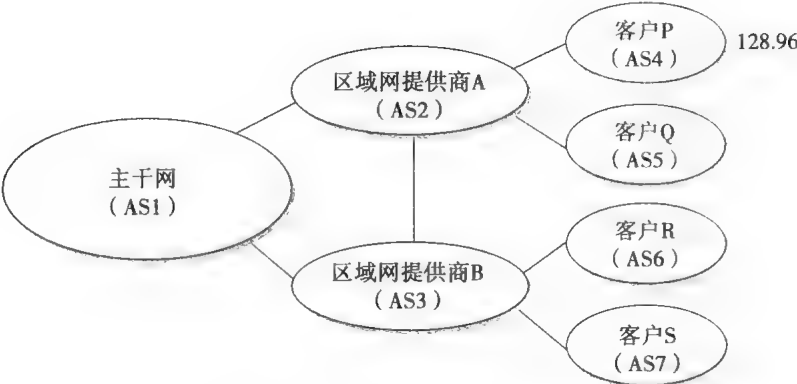 客户P
（AS4）
128.96
区域网提供商A
（AS2）
客户Q
（AS5）
主干网
（AS1）
客户R
（AS6）
区域网提供商B
（AS3）
客户S
（AS7）